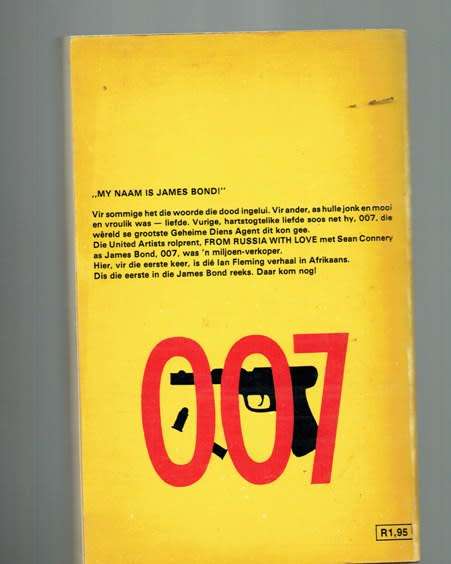 „MY NAAM IS JAMES BOND!"
Vir sommige het die woorde die dood ingelui. Vir ander, as hulle jonk en mooi
en vroulik was — liefde. Vurige, hartstogtelike liefde soos net hy, 007, die
wêreld se grootste Geheime Diens Agent dit kon gee.
Die United Artists rolprent, FROM RUSSIA WITH LOVE met Sean Connery
as James Bond, 007, was 'n miljoen-verkoper.
Hier, vir die eerste keer, is dié Ian Fleming verhaal in Afrikaans.
Dis die eerste in die James Bond reeks. Daar kom nog!
007
R1,95